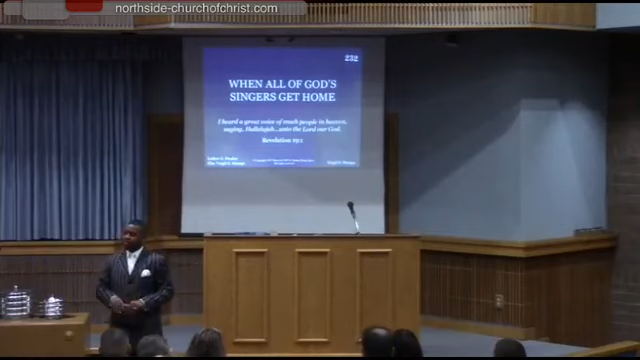 northside-churchofchrist.com
232
WHEN ALL OF GOD'S
SINGERS GET HOME
I heard a great voice of much people in heaven,
saying, Hallelujah...unto the Lord our God.
Revelation 19:1